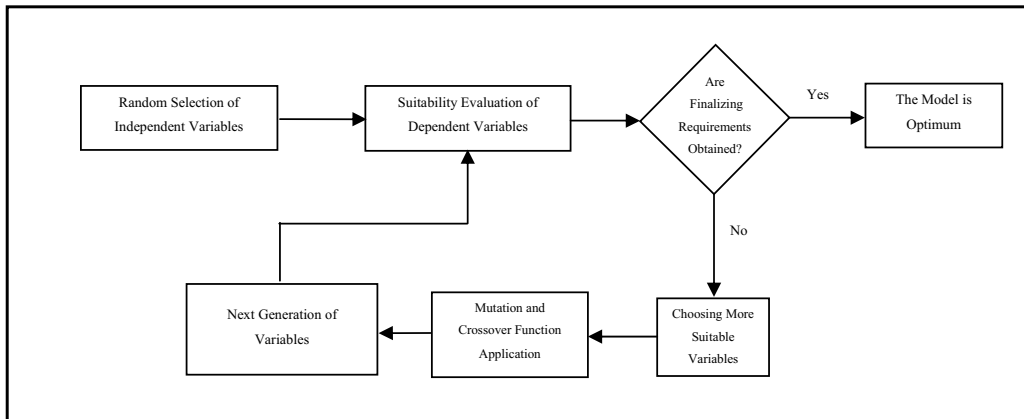 Random Selection of
Independent Variables
Suitability Evaluation of
Dependent Variables
Are
Finalizing
Requirements
Obtained?
Yes
The Model is
Optimum
No
Choosing More
Suitable
Variables
Mutation and
Crossover Function
Application
Next Generation of
Variables